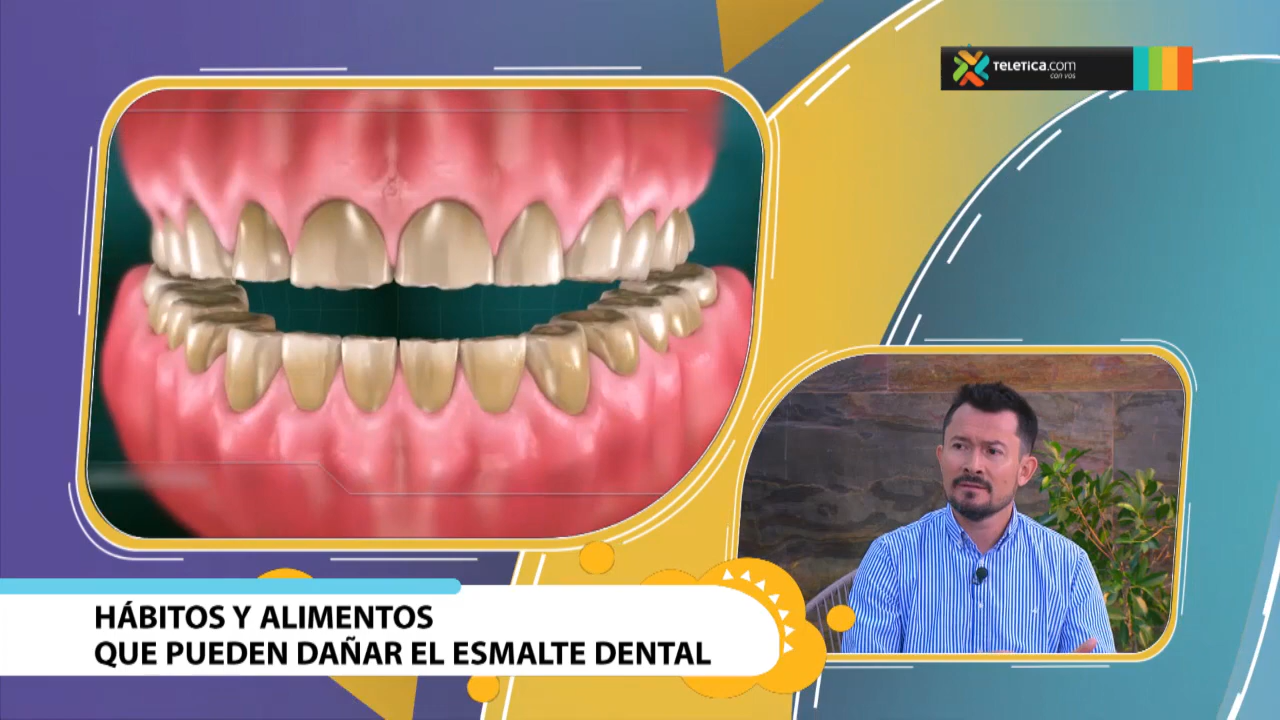 TELETICA.com
con vos
HÁBITOS Y ALIMENTOS
QUE PUEDEN DAÑAR EL ESMALTE DENTAL